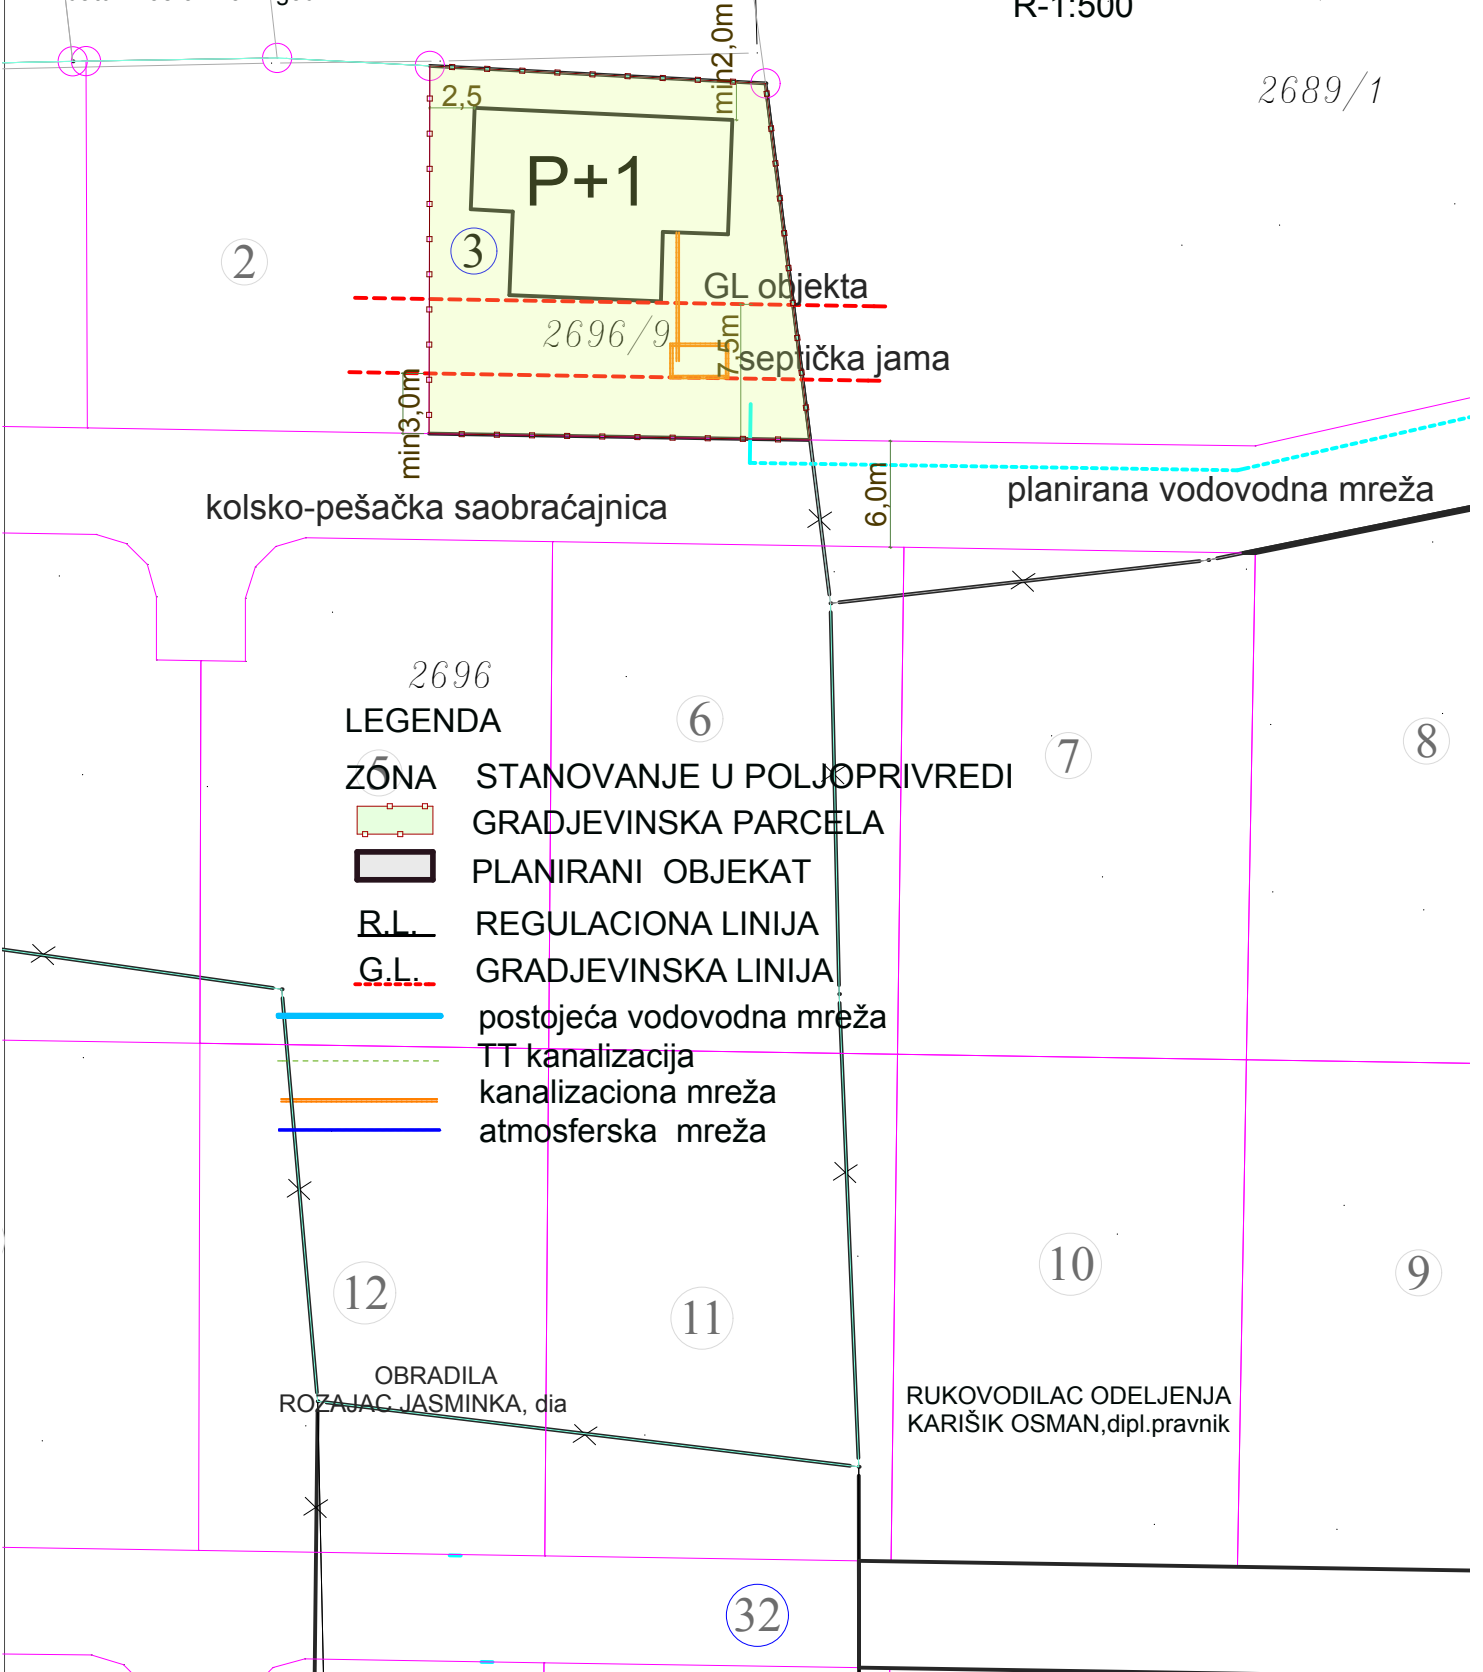 R-1:500
2689/1
min2,0m
2,5
P+1
2
3
GL objekta
2696/9
7,5m
septička jama
min3,0m
6,0m
planirana vodovodna mreža
kolsko-pešačka saobraćajnica
2696
6
7
8
LEGENDA
5
ZONA STANOVANJE U POLJOPRIVREDI
GRADJEVINSKA PARCELA
PLANIRANI OBJEKAT
R.L. REGULACIONA LINIJA
G.L. GRADJEVINSKA LINIJA
postojeća vodovodna mreža
TT kanalizacija
kanalizaciona mreža
atmosferska mreža
12
11
10
9
OBRADILA
ROZAJAC JASMINKA, dia
RUKOVODILAC ODELJENJA
KARIŠIK OSMAN,dipl.pravnik
32